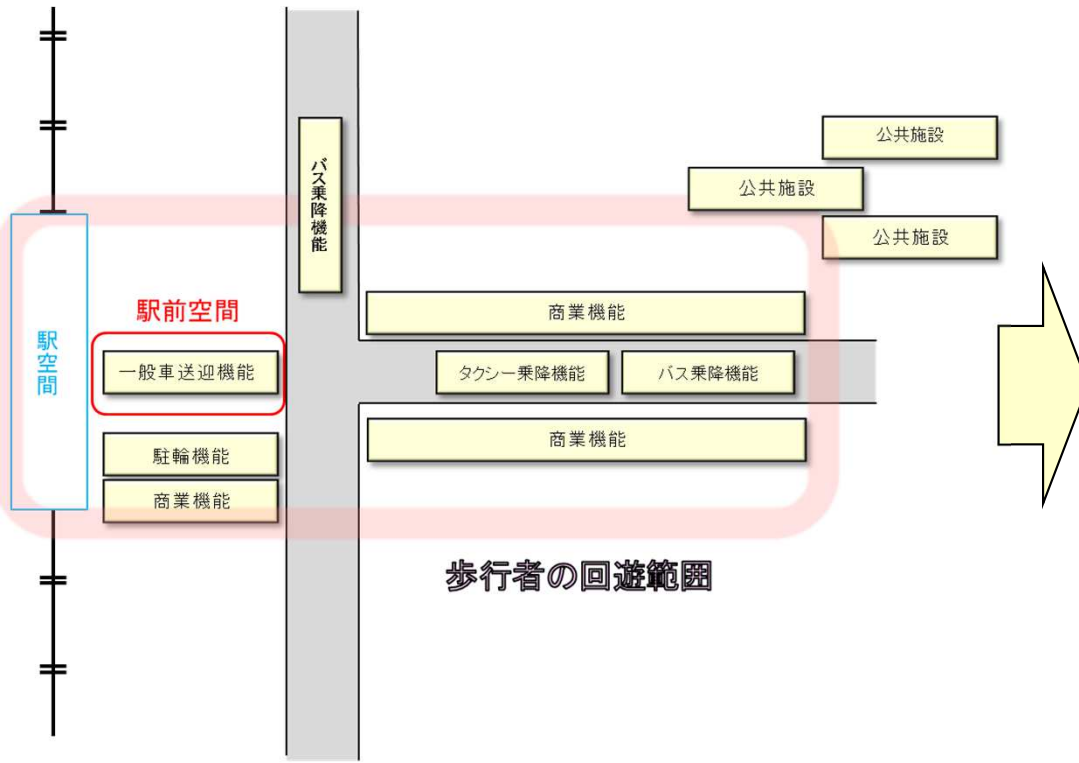 公共施設
バス乗降機能
公共施設
公共施設
駅前空間
商業機能
駅空間
一般車送迎機能
タクシー乗降機能
バス乗降機能
駐輪機能
商業機能
商業機能
歩行者の回遊範囲